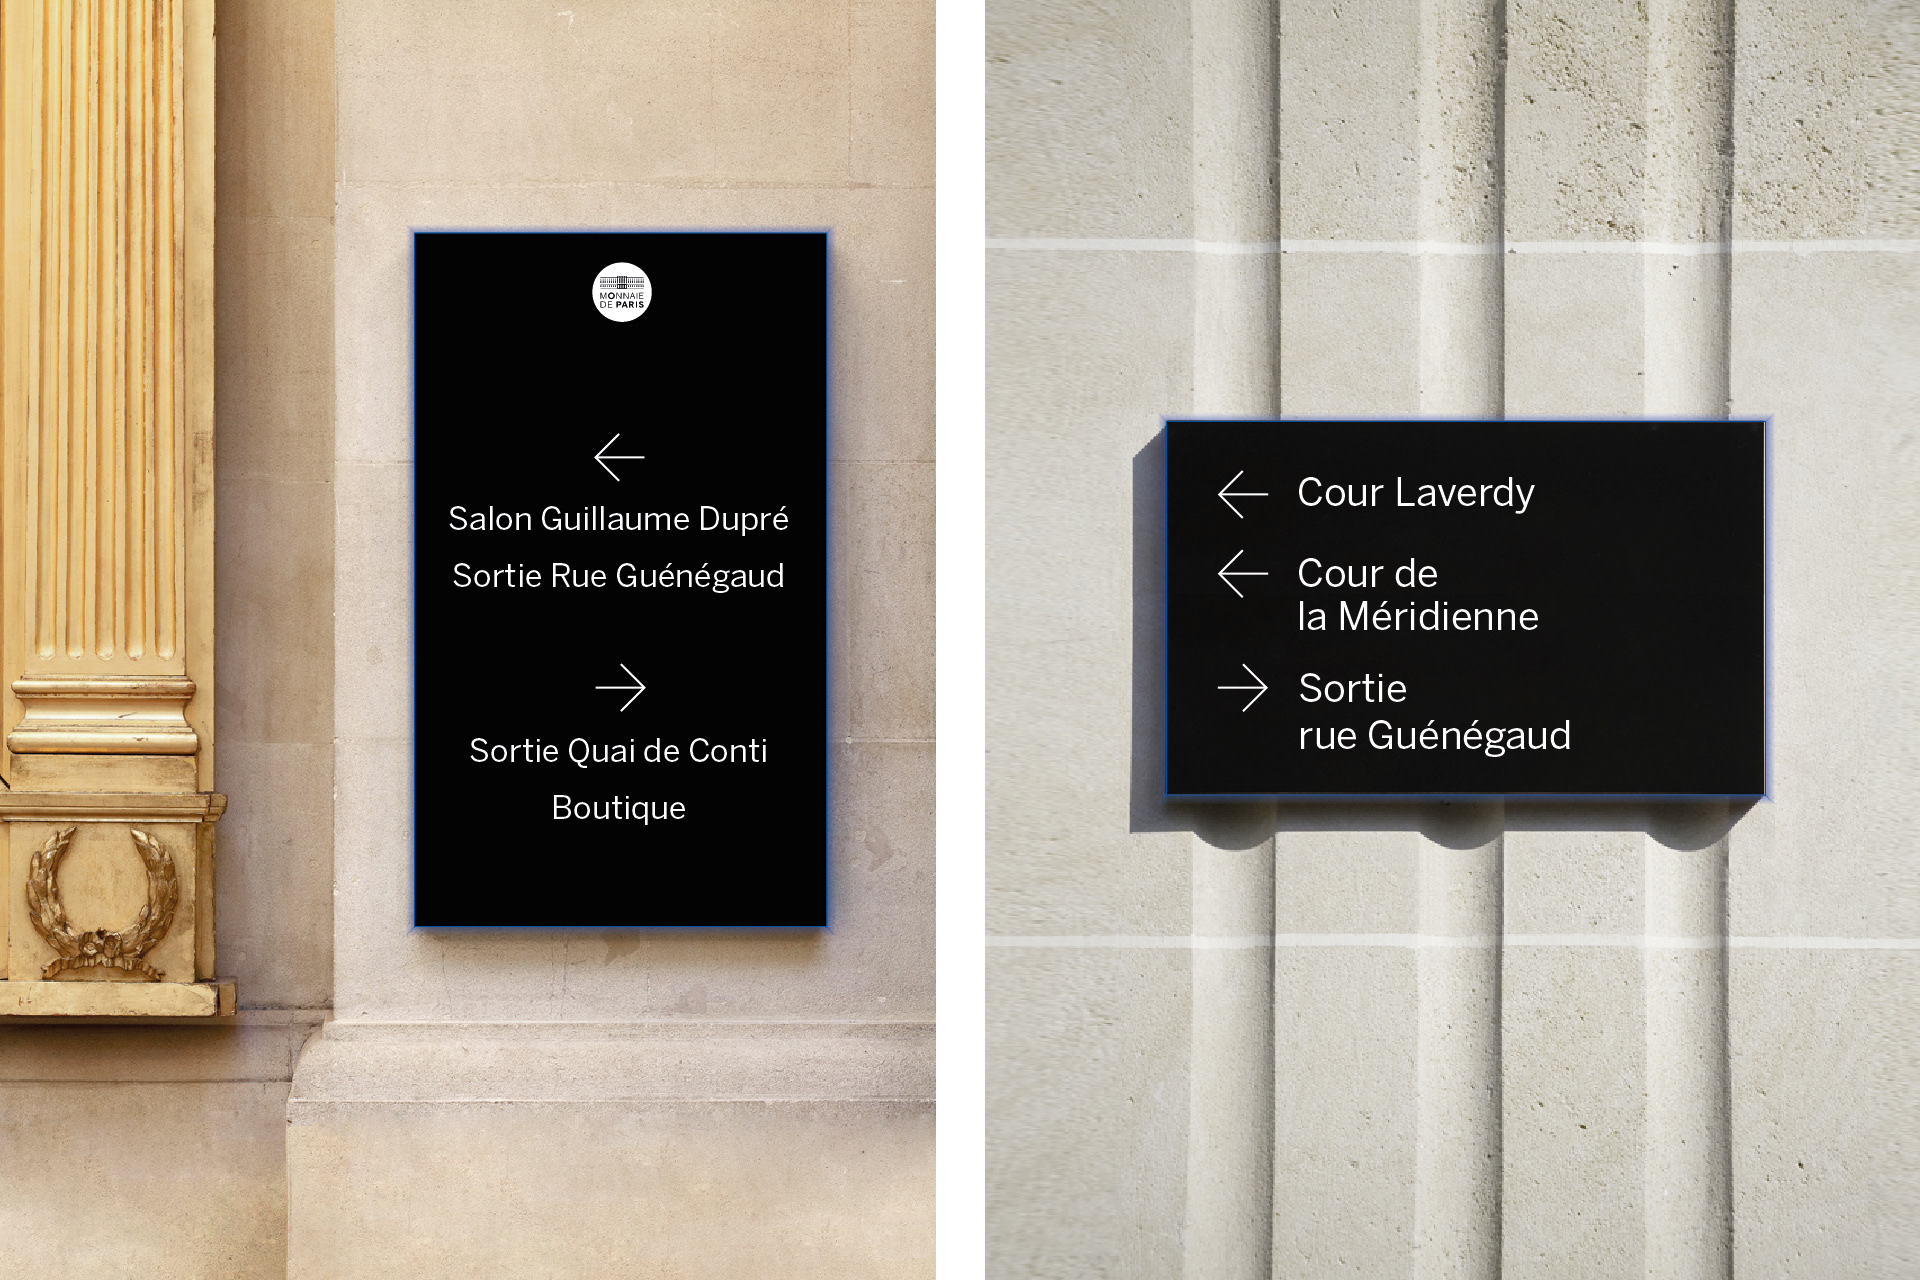 MONNAIE
DE PARIS
←
Salon Guillaume Dupré
Sortie Rue Guénégaud
→
Sortie Quai de Conti
Boutique
← Cour Laverdy
← Cour de
la Méridienne
→ Sortie
rue Guénégaud